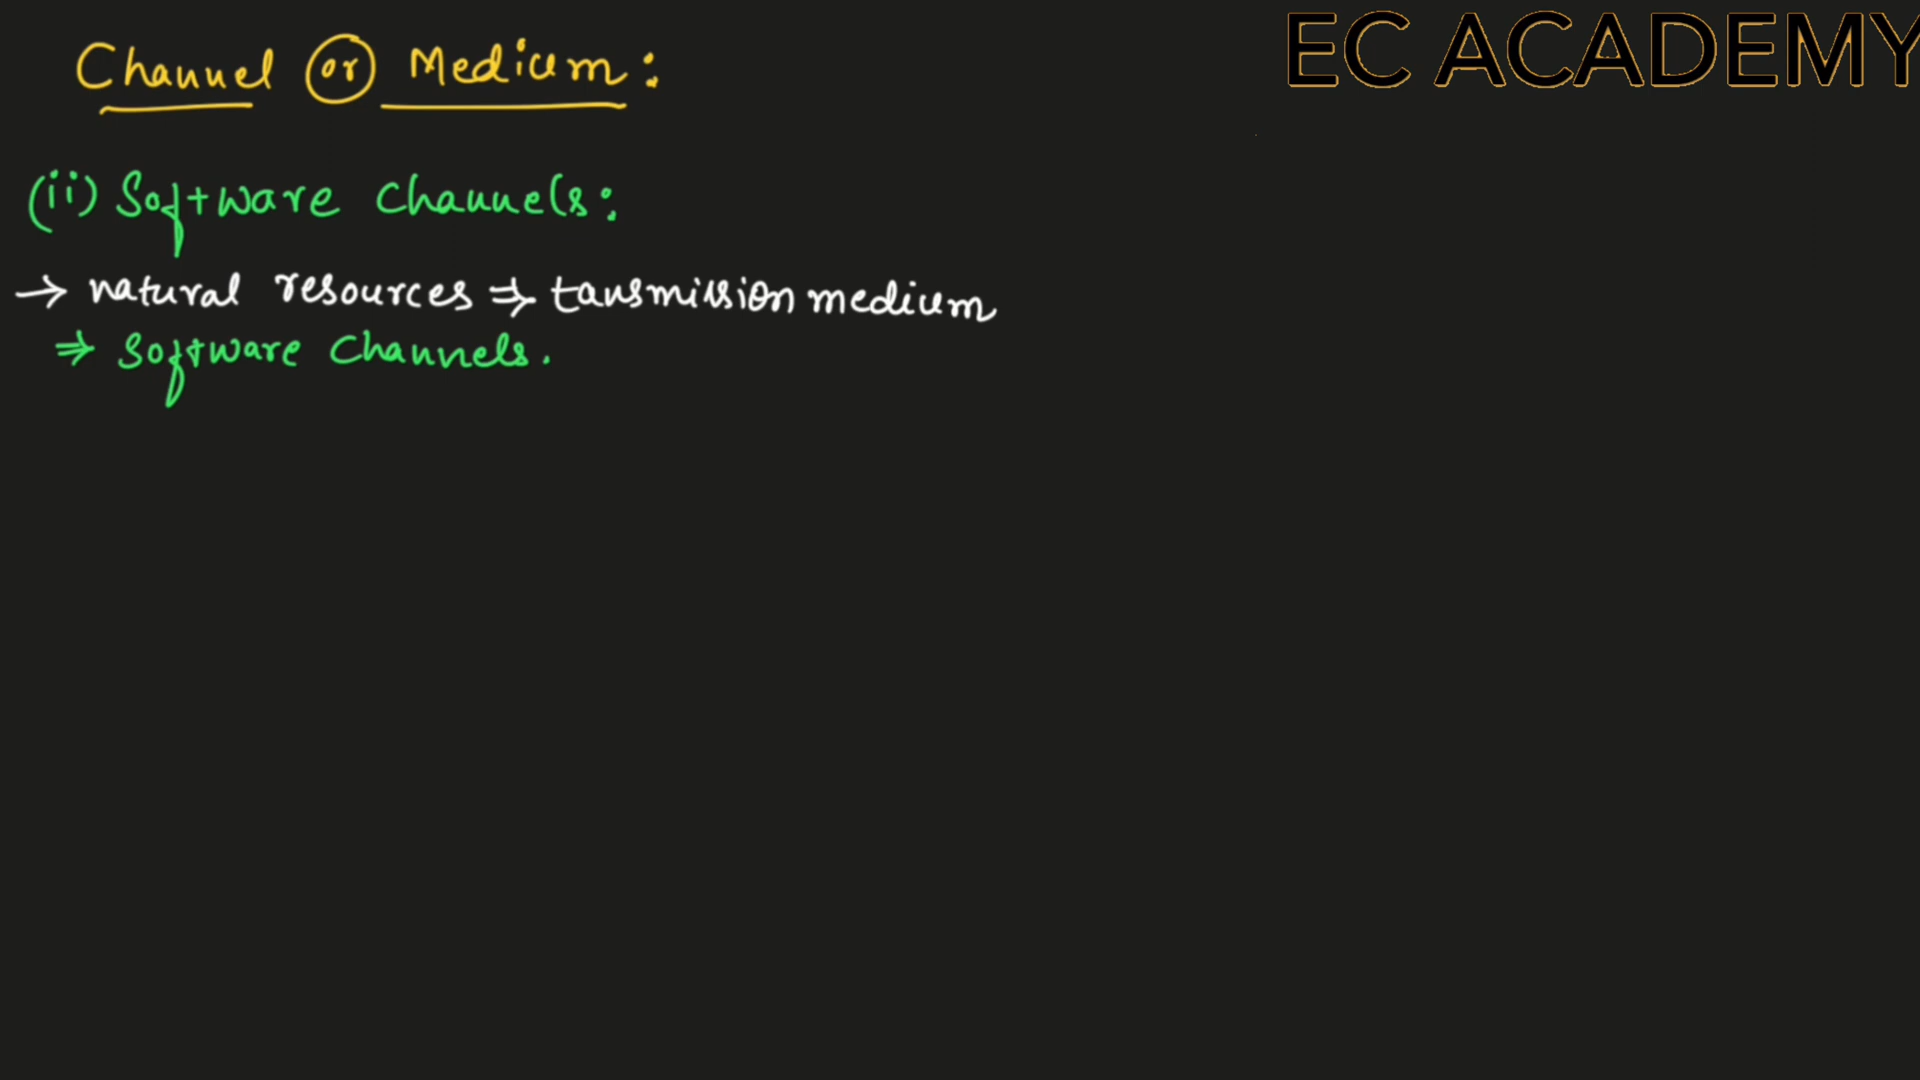 Channel or Medium:
EC ACADEMY
(ii) Software Channels:
→ natural resources ⇒ tansmission medium
⇒ Software Channels.